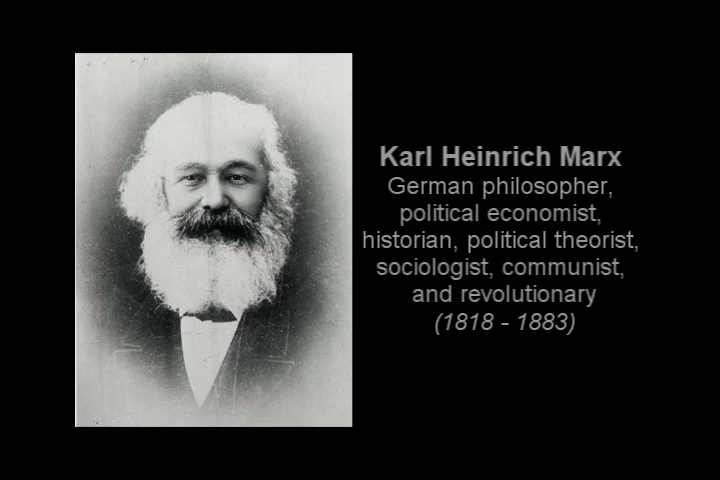 Karl Heinrich Marx
German philosopher,
political economist,
historian, political theorist,
sociologist, communist,
and revolutionary
(1818 - 1883)